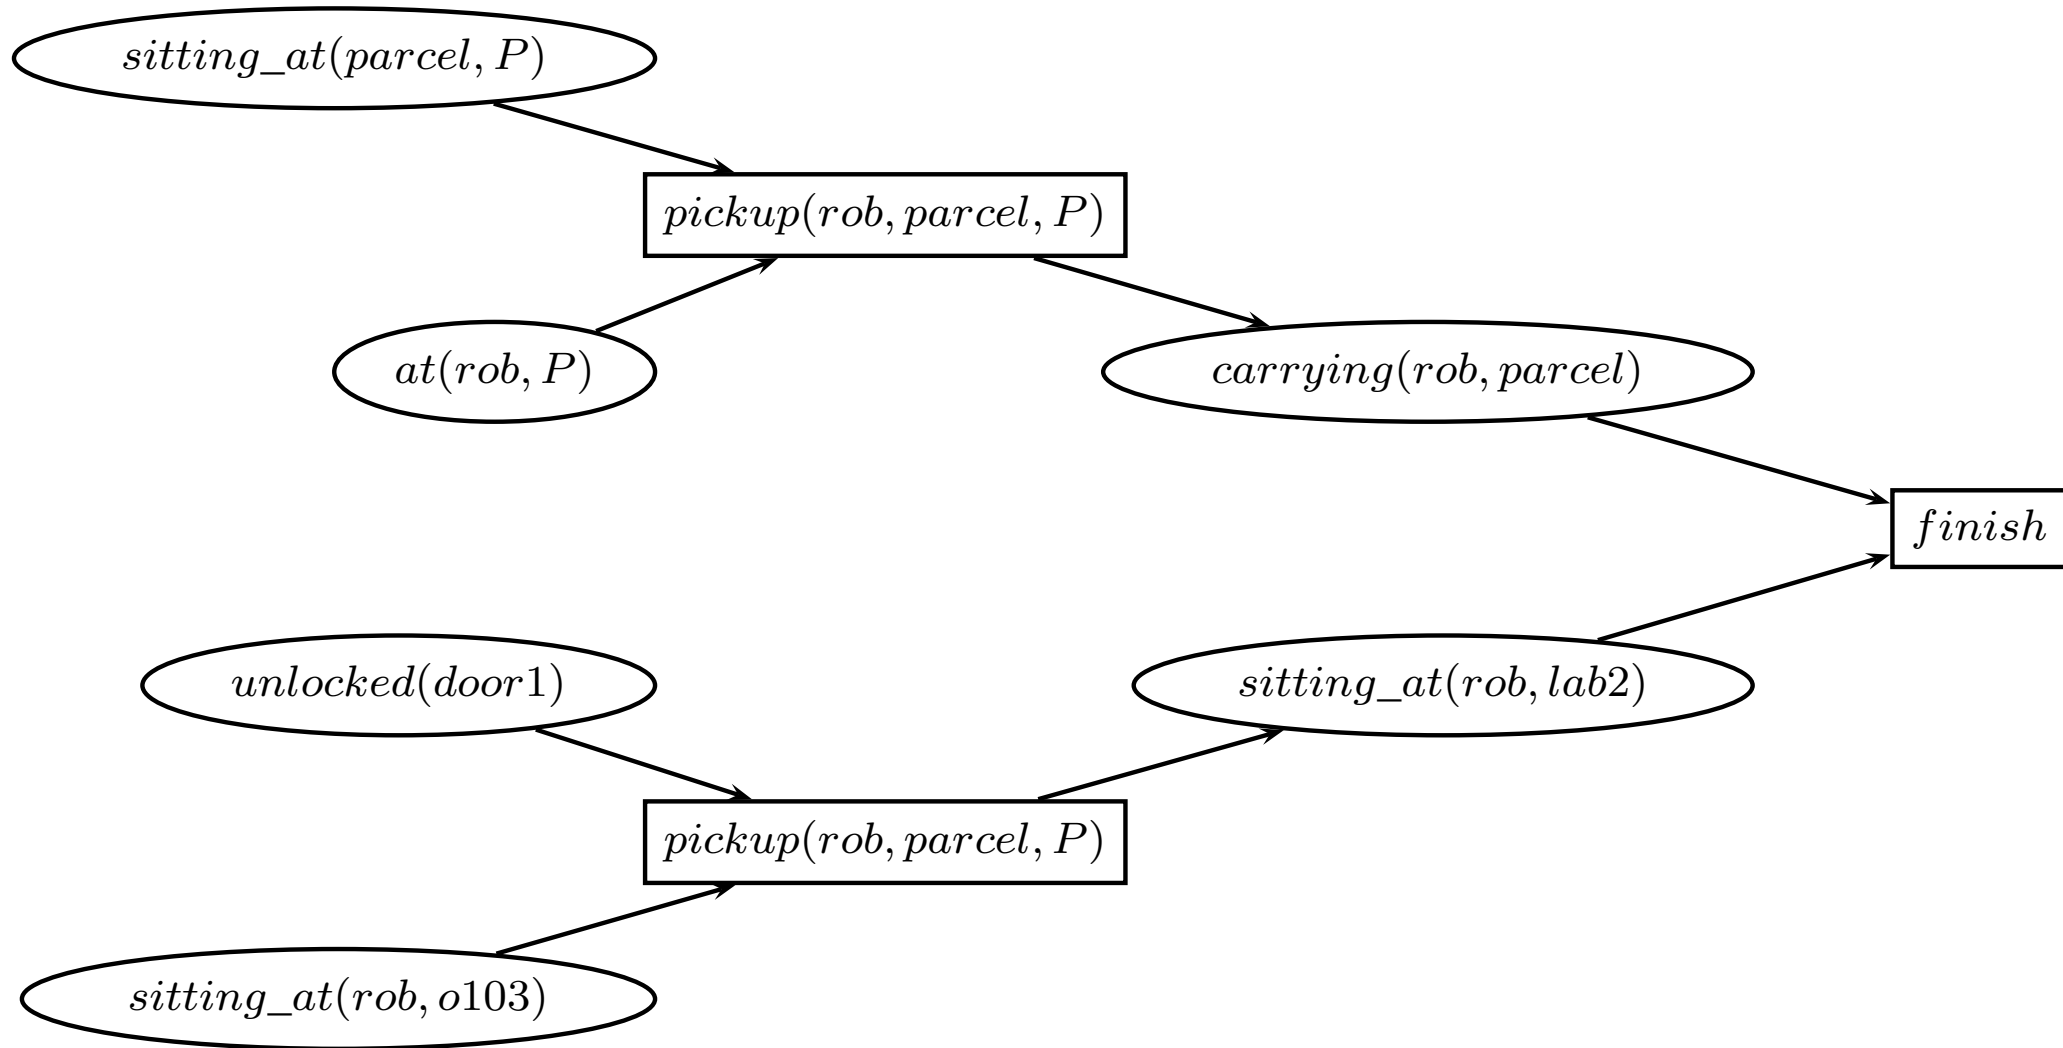 sitting_at(parcel, P)
pickup(rob, parcel, P)
at(rob, P)
carrying(rob, parcel)
finish
unlocked(door1)
sitting_at(rob, lab2)
pickup(rob, parcel, P)
sitting_at(rob, o103)